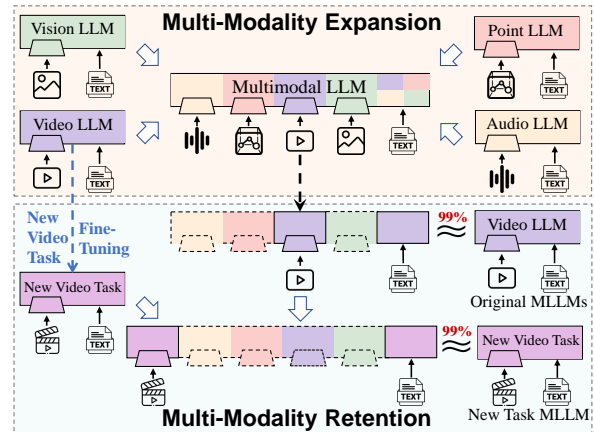 Multi-Modality Expansion
Vision LLM
TEXT
Video LLM
TEXT
Multimodal LLM
TEXT
Point LLM
TEXT
Audio LLM
TEXT
New
Video
Task
Fine-
Tuning
New Video Task
TEXT
TEXT
99%
Video LLM
TEXT
Original MLLMs
TEXT
99%
New Video Task
TEXT
New Task MLLM
Multi-Modality Retention